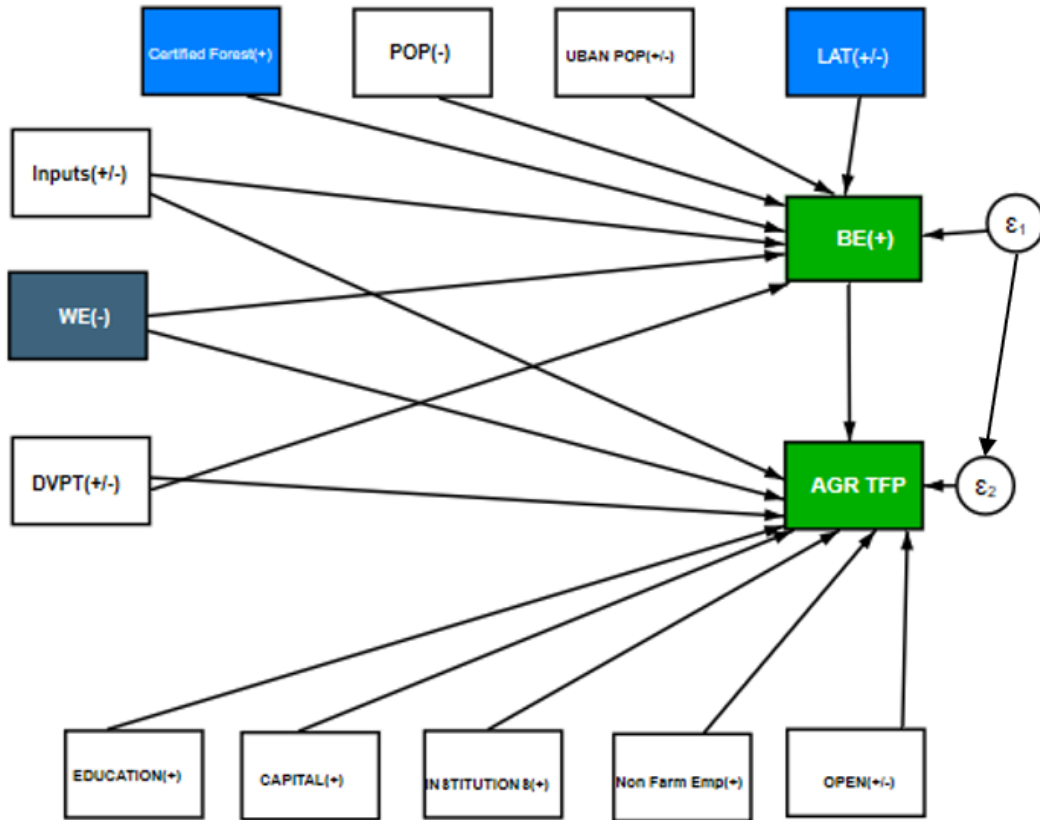 Certified Forest(+)
POP(-)
UBAN POP(+/-)
LAT(+/-)
Inputs(+/-)
BE(+)
ε₁
WE(-)
DVPT(+/-)
AGR TFP
ε₂
EDUCATION(+)
CAPITAL(+)
INSTITUTIONS(+)
Non Farm Emp(+)
OPEN(+/-)